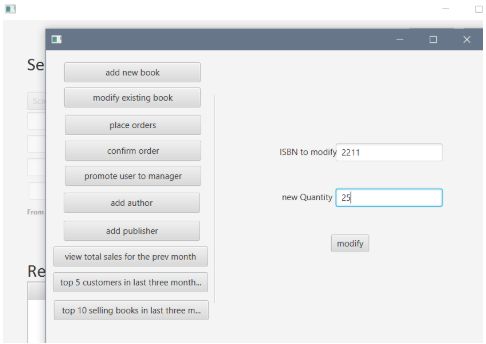 Se
add new book
modify existing book
place orders
confirm order
promote user to manager
add author
add publisher
view total sales for the prev month
top 5 customers in last three month...
top 10 selling books in last three m...
ISBN to modify 2211
new Quantity 25
modify
From
Re